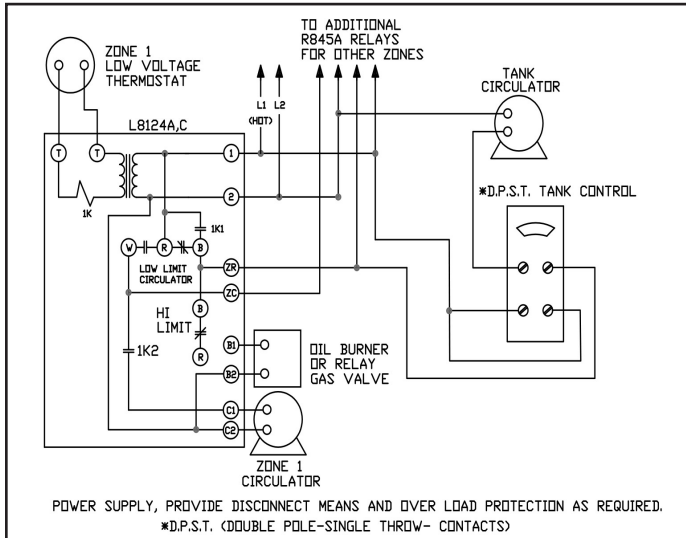 TO ADDITIONAL
R845A RELAYS
FOR OTHER ZONES
ZONE 1
LOW VOLTAGE
THERMOSTAT
TANK
CIRCULATOR
L1
L2
(HOT)
L8124A,C
T
T
1
1K
2
*D.P.S.T. TANK CONTROL
1K1
W
R
B
LOW LIMIT
CIRCULATOR
ZR
ZC
HI
LIMIT
B
R
1K2
B1
B2
OIL BURNER
OR RELAY
GAS VALVE
C1
C2
ZONE 1
CIRCULATOR
POWER SUPPLY, PROVIDE DISCONNECT MEANS AND OVER LOAD PROTECTION AS REQUIRED.
*D.P.S.T. (DOUBLE POLE-SINGLE THROW- CONTACTS)